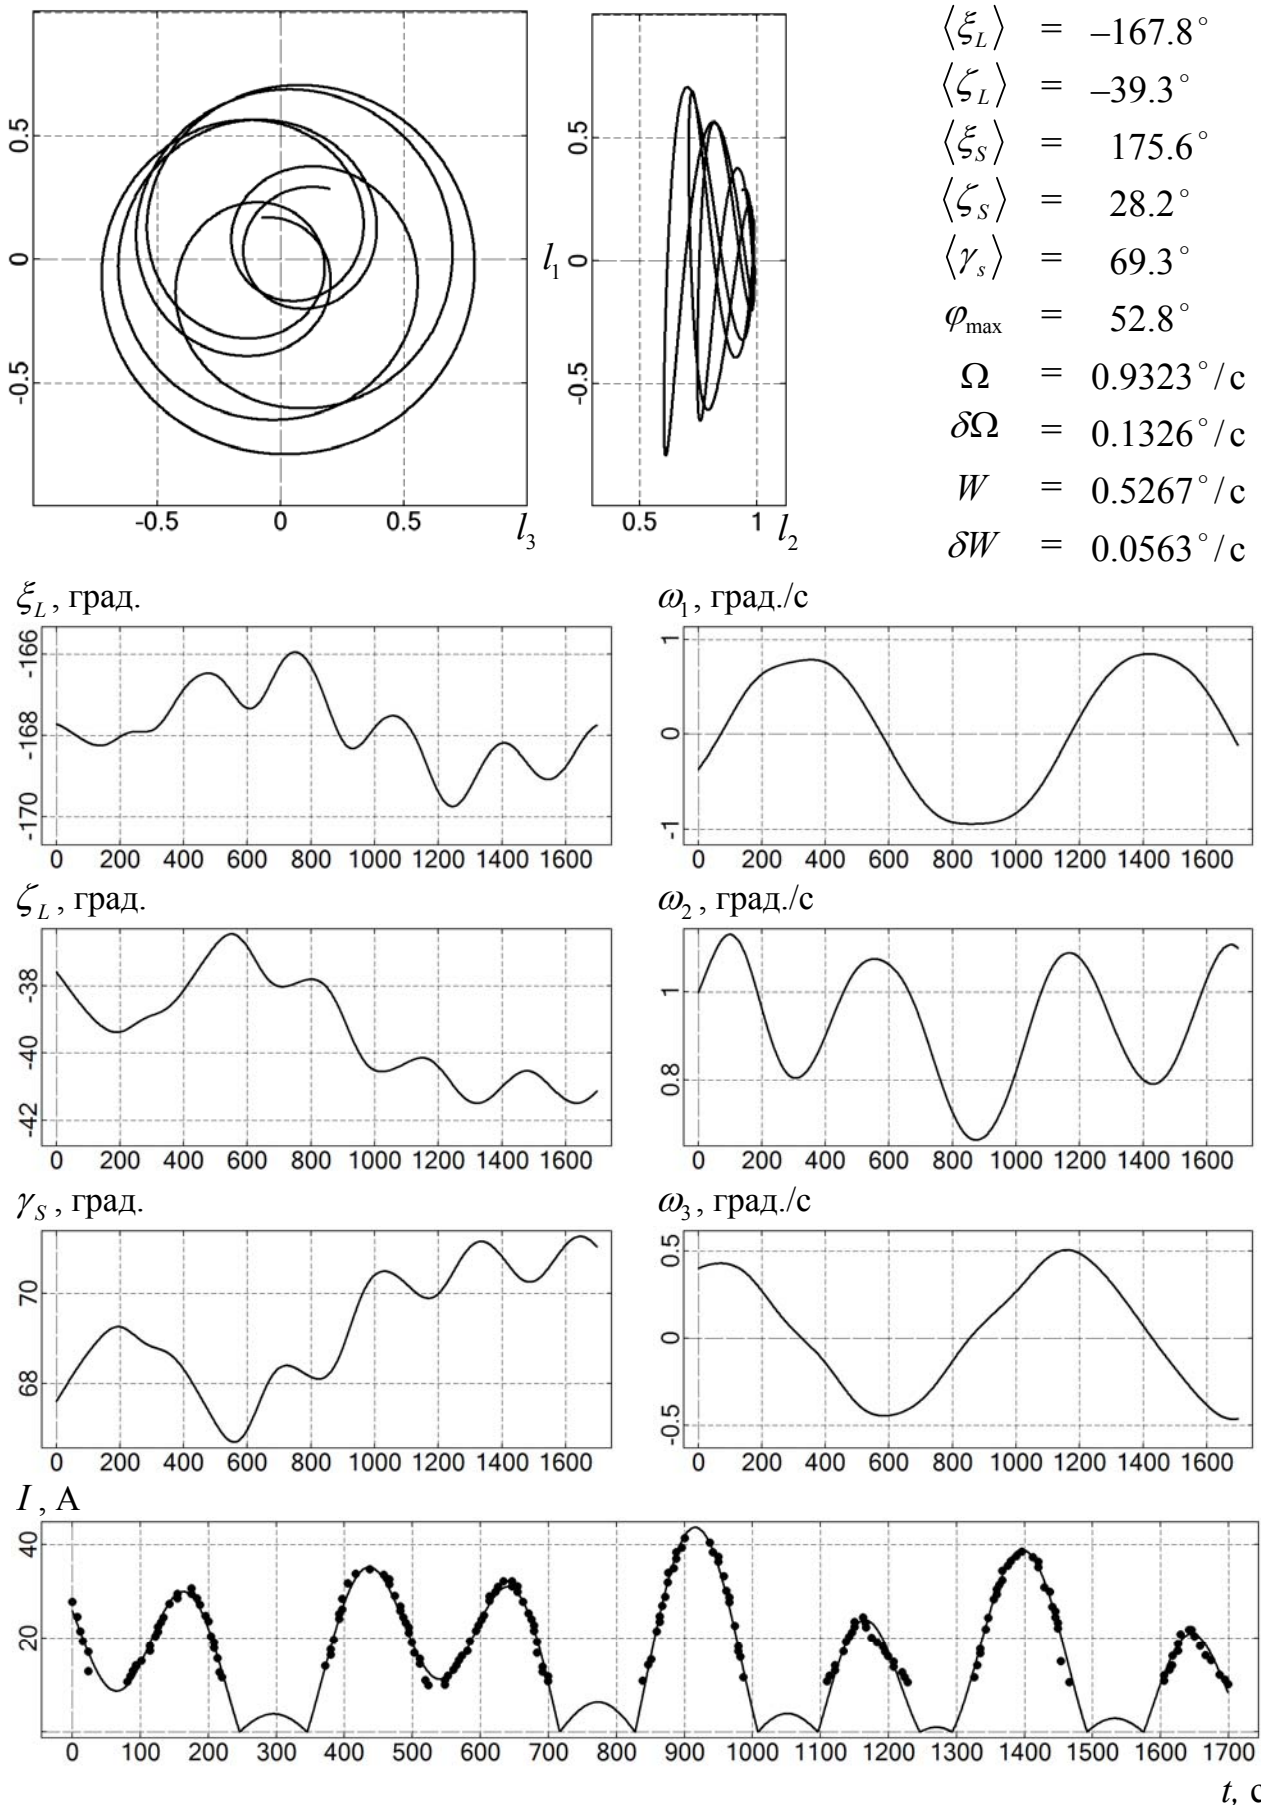 0.5
0
-0.5
-0.5 0 0.5
l₃
l₁
0.5
0
-0.5
0.5 1
l₂
⟨ξ_L⟩ = –167.8°
⟨ζ_L⟩ = –39.3°
⟨ξ_S⟩ = 175.6°
⟨ζ_S⟩ = 28.2°
⟨γ_s⟩ = 69.3°
φ_max = 52.8°
Ω = 0.9323°/с
δΩ = 0.1326°/с
W = 0.5267°/с
δW = 0.0563°/с
ξ_L, град.
-166
-168
-170
0 200 400 600 800 1000 1200 1400 1600
ω₁, град./с
1
0
-1
0 200 400 600 800 1000 1200 1400 1600
ζ_L, град.
-38
-40
-42
0 200 400 600 800 1000 1200 1400 1600
ω₂, град./с
1
0.8
0 200 400 600 800 1000 1200 1400 1600
γ_S, град.
70
68
0 200 400 600 800 1000 1200 1400 1600
ω₃, град./с
0.5
0
-0.5
0 200 400 600 800 1000 1200 1400 1600
I, А
40
20
0 100 200 300 400 500 600 700 800 900 1000 1100 1200 1300 1400 1500 1600 1700
t, с